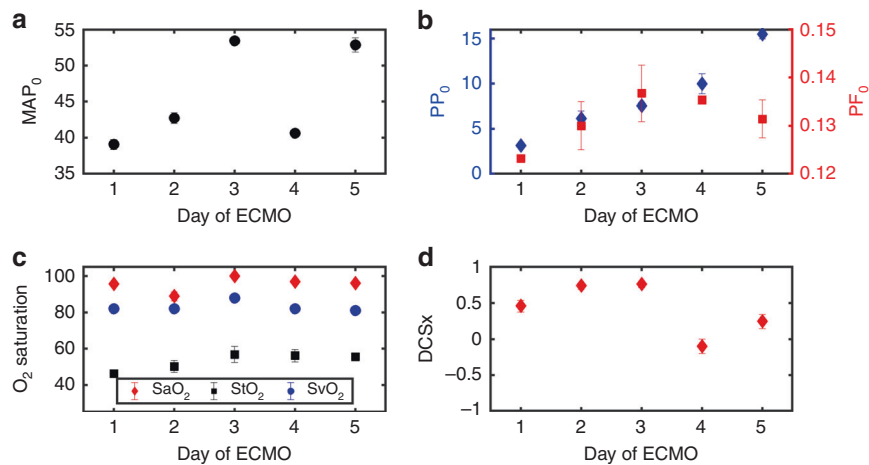 a
MAP0
55
50
45
40
35
1 2 3 4 5
Day of ECMO
b
PP0
15
10
5
0
PF0
0.15
0.14
0.13
0.12
1 2 3 4 5
Day of ECMO
c
O2 saturation
100
80
60
40
SaO2 StO2 SvO2
1 2 3 4 5
Day of ECMO
d
DCSx
1
0.5
0
−0.5
−1
1 2 3 4 5
Day of ECMO